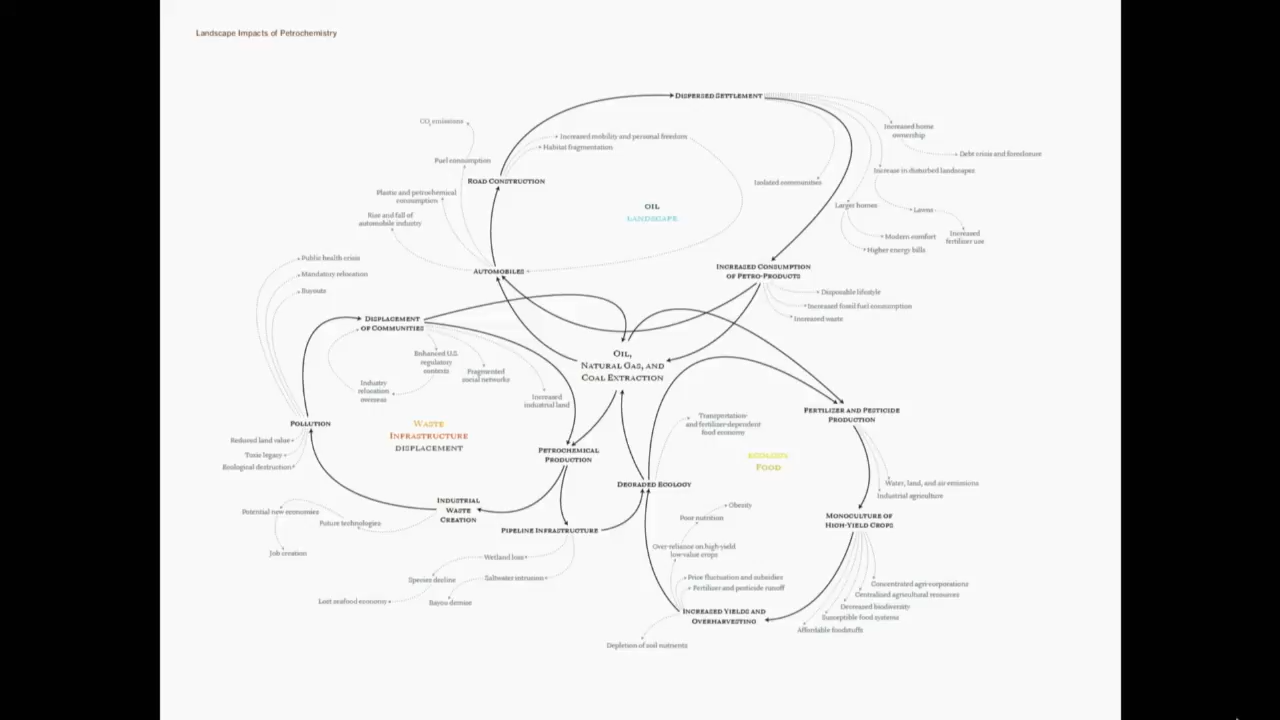 Landscape Impacts of Petrochemistry
DISPERSED SETTLEMENT
CO2 emissions
Increased mobility and personal freedom
Habitat fragmentation
Increased home
ownership
Debt crisis and foreclosure
Fuel consumption
Increase in disturbed landscapes
ROAD CONSTRUCTION
Isolated communities
Plastic and petrochemical
consumption
OIL
LANDSCAPE
Larger homes
Lawns
Rise and fall of
automobile industry
Modern comfort
Increased
fertilizer use
Higher energy bills
Public health crisis
Mandatory relocation
Buyouts
AUTOMOBILES
INCREASED CONSUMPTION
OF PETRO-PRODUCTS
Disposable lifestyle
Increased fossil fuel consumption
Increased waste
DISPLACEMENT
OF COMMUNITIES
Enhanced U.S.
regulatory
contexts
Fragmented
social networks
Industry
relocation
overseas
Increased
industrial land
OIL,
NATURAL GAS, AND
COAL EXTRACTION
FERTILIZER AND PESTICIDE
PRODUCTION
Transportation-
and fertilizer-dependent
food economy
POLLUTION
WASTE
INFRASTRUCTURE
DISPLACEMENT
Reduced land value
Toxic legacy
Ecological destruction
PETROCHEMICAL
PRODUCTION
ECOLOGY
FOOD
DEGRADED ECOLOGY
Water, land, and air emissions
Industrial agriculture
INDUSTRIAL
WASTE
CREATION
Potential new economies
Future technologies
Job creation
PIPELINE INFRASTRUCTURE
Obesity
Poor nutrition
MONOCULTURE OF
HIGH-YIELD CROPS
Over-reliance on high-yield
low-value crops
Wetland loss
Species decline
Saltwater intrusion
Lost seafood economy
Bayou demise
Price fluctuation and subsidies
Fertilizer and pesticide runoff
Concentrated agri-corporations
Centralized agricultural resources
Decreased biodiversity
Susceptible food systems
Affordable foodstuffs
INCREASED YIELDS AND
OVERHARVESTING
Depletion of soil nutrients